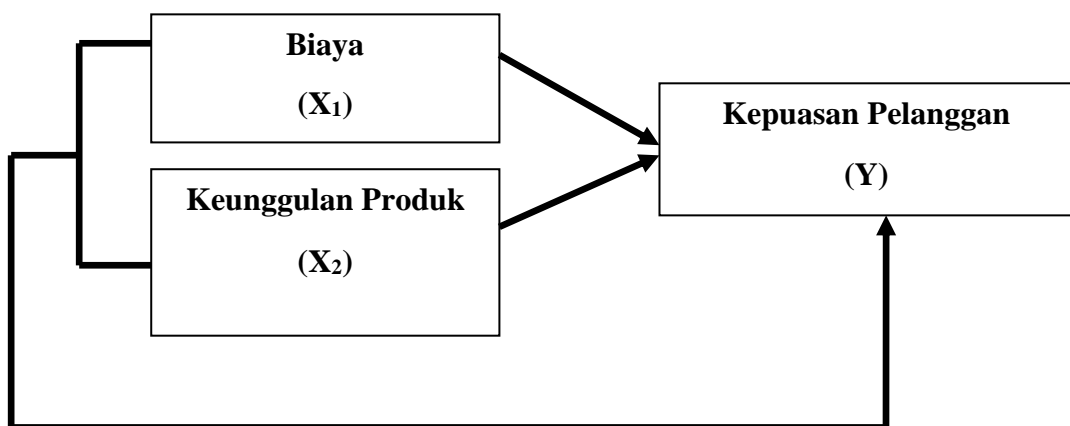 Biaya
(X₁)
Keunggulan Produk
(X₂)
Kepuasan Pelanggan
(Y)